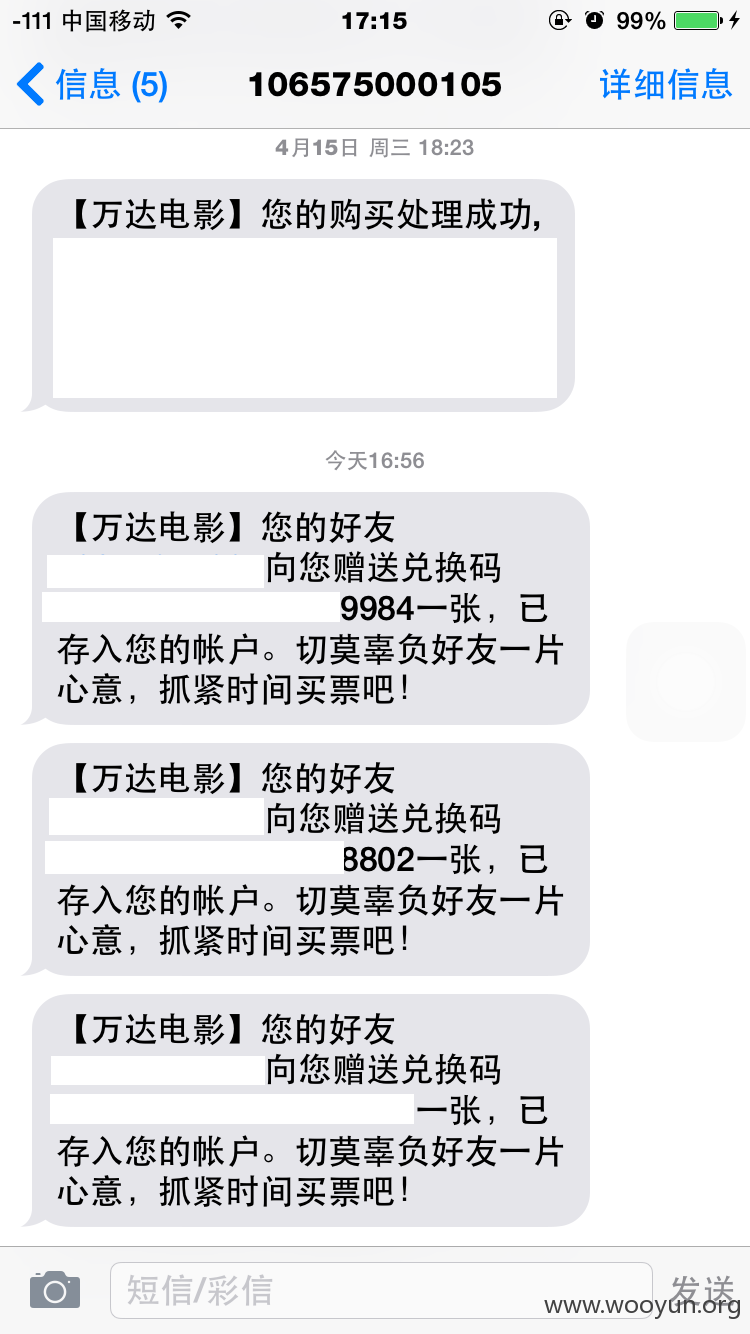 -111 中国移动 17:15 99%
信息 (5) 106575000105 详细信息
4月15日 周三 18:23
【万达电影】您的购买处理成功,
今天16:56
【万达电影】您的好友
向您赠送兑换码
9984一张，已
存入您的帐户。切莫辜负好友一片
心意，抓紧时间买票吧！
【万达电影】您的好友
向您赠送兑换码
8802一张，已
存入您的帐户。切莫辜负好友一片
心意，抓紧时间买票吧！
【万达电影】您的好友
向您赠送兑换码
一张，已
存入您的帐户。切莫辜负好友一片
心意，抓紧时间买票吧！
短信/彩信 发送
www.wooyun.org